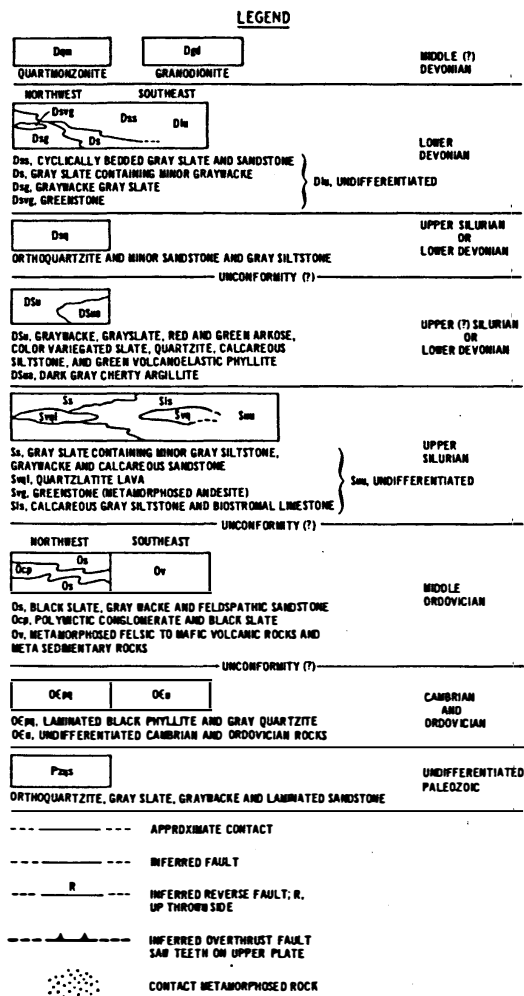 LEGEND
Dqm
Dgd
MIDDLE (?)
DEVONIAN
QUARTMONZONITE
GRANODIONITE
NORTHWEST
SOUTHEAST
Dsvg
Dss
Dlu
Dsg
Ds
LOWER
DEVONIAN
Dss, CYCLICALLY BEDDED GRAY SLATE AND SANDSTONE
Ds, GRAY SLATE CONTAINING MINOR GRAYWACKE
Dsg, GRAYWACKE GRAY SLATE
Dsvg, GREENSTONE
Dlu, UNDIFFERENTIATED
Dsq
UPPER SILURIAN
OR
LOWER DEVONIAN
ORTHOQUARTZITE AND MINOR SANDSTONE AND GRAY SILTSTONE
UNCONFORMITY (?)
DSu
DSua
UPPER (?) SILURIAN
OR
LOWER DEVONIAN
DSu, GRAYWACKE, GRAYSLATE, RED AND GREEN ARKOSE,
COLOR VARIEGATED SLATE, QUARTZITE, CALCAREOUS
SILTSTONE, AND GREEN VOLCANOELASTIC PHYLLITE
DSua, DARK GRAY CHERTY ARGILLITE
Ss
Sls
Svql
Svq
Smu
UPPER
SILURIAN
Ss, GRAY SLATE CONTAINING MINOR GRAY SILTSTONE,
GRAYWACKE AND CALCAREOUS SANDSTONE
Svql, QUARTZLATITE LAVA
Svg, GREENSTONE (METAMORPHOSED ANDESITE)
Sls, CALCAREOUS GRAY SILTSTONE AND BIOSTROMAL LIMESTONE
Smu, UNDIFFERENTIATED
UNCONFORMITY (?)
NORTHWEST
SOUTHEAST
Os
Ocp
Ov
Os
MIDDLE
ORDOVICIAN
Os, BLACK SLATE, GRAY WACKE AND FELDSPATHIC SANDSTONE
Ocp, POLYMICTIC CONGLOMERATE AND BLACK SLATE
Ov, METAMORPHOSED FELSIC TO MAFIC VOLCANIC ROCKS AND
META SEDIMENTARY ROCKS
UNCONFORMITY (?)
OЄpq
OЄu
CAMBRIAN
AND
ORDOVICIAN
OЄpq, LAMINATED BLACK PHYLLITE AND GRAY QUARTZITE
OЄu, UNDIFFERENTIATED CAMBRIAN AND ORDOVICIAN ROCKS
Pzqs
UNDIFFERENTIATED
PALEOZOIC
ORTHOQUARTZITE, GRAY SLATE, GRAYWACKE AND LAMINATED SANDSTONE
APPROXIMATE CONTACT
INFERRED FAULT
R
INFERRED REVERSE FAULT; R,
UP THROWN SIDE
INFERRED OVERTHRUST FAULT
SAW TEETH ON UPPER PLATE
CONTACT METAMORPHOSED ROCK